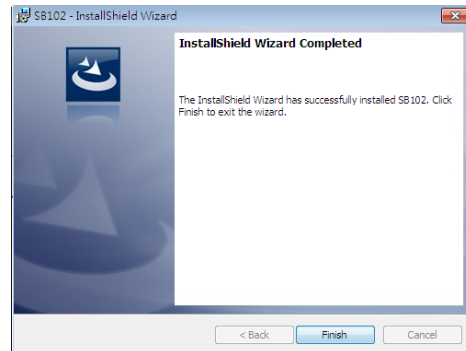 SB102 - InstallShield Wizard
InstallShield Wizard Completed
The InstallShield Wizard has successfully installed SB102. Click
Finish to exit the wizard.
< Back
Finish
Cancel